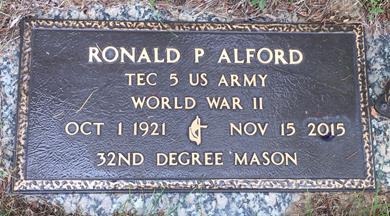 RONALD P ALFORD
TEC 5 US ARMY
WORLD WAR II
OCT 1 1921 NOV 15 2015
32ND DEGREE MASON